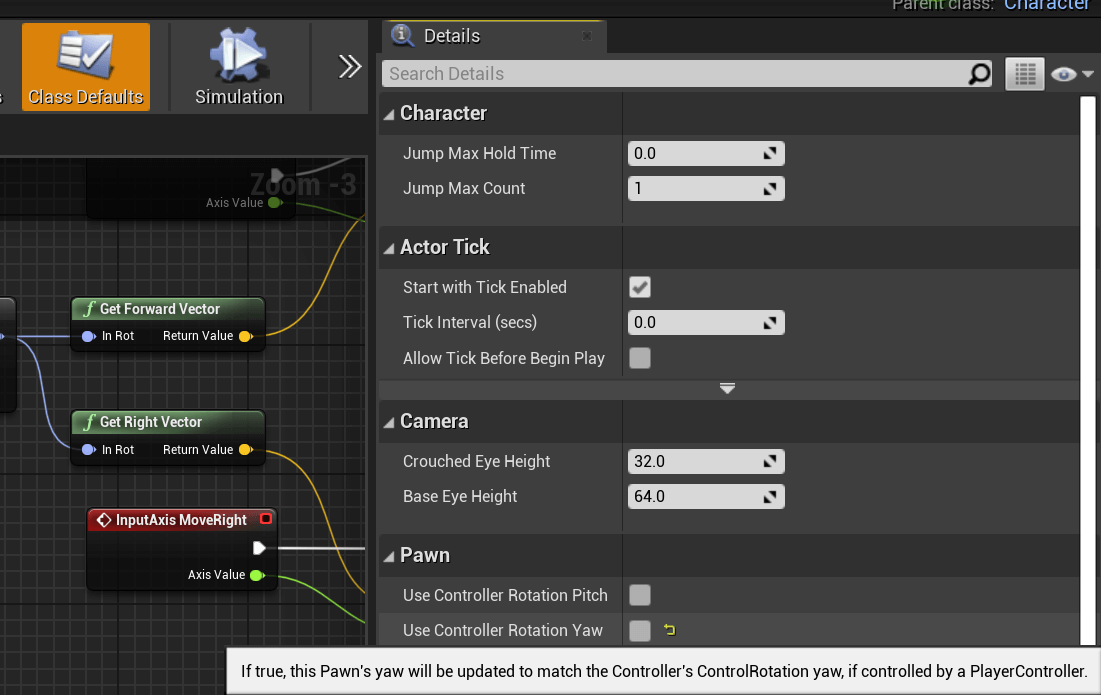 Parent class: Character
Details
s
Class Defaults
Simulation
Search Details
Character
Jump Max Hold Time 0.0
Jump Max Count 1
Zoom -3
Axis Value
Actor Tick
Start with Tick Enabled
Tick Interval (secs) 0.0
Allow Tick Before Begin Play
f Get Forward Vector
In Rot Return Value
f Get Right Vector
In Rot Return Value
Camera
Crouched Eye Height 32.0
Base Eye Height 64.0
InputAxis MoveRight
Axis Value
Pawn
Use Controller Rotation Pitch
Use Controller Rotation Yaw
If true, this Pawn's yaw will be updated to match the Controller's ControlRotation yaw, if controlled by a PlayerController.